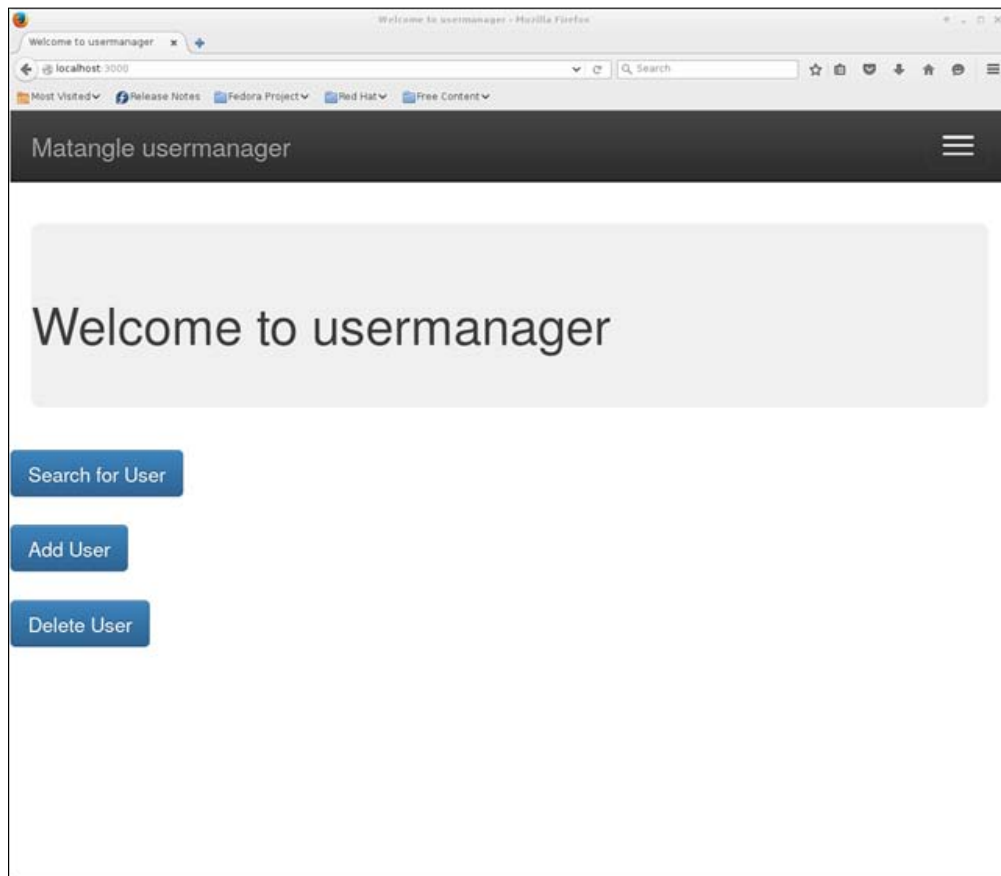 Welcome to usermanager - Mozilla Firefox
Welcome to usermanager
localhost:3000
Search
Most Visited
Release Notes
Fedora Project
Red Hat
Free Content
Matangle usermanager
Welcome to usermanager
Search for User
Add User
Delete User